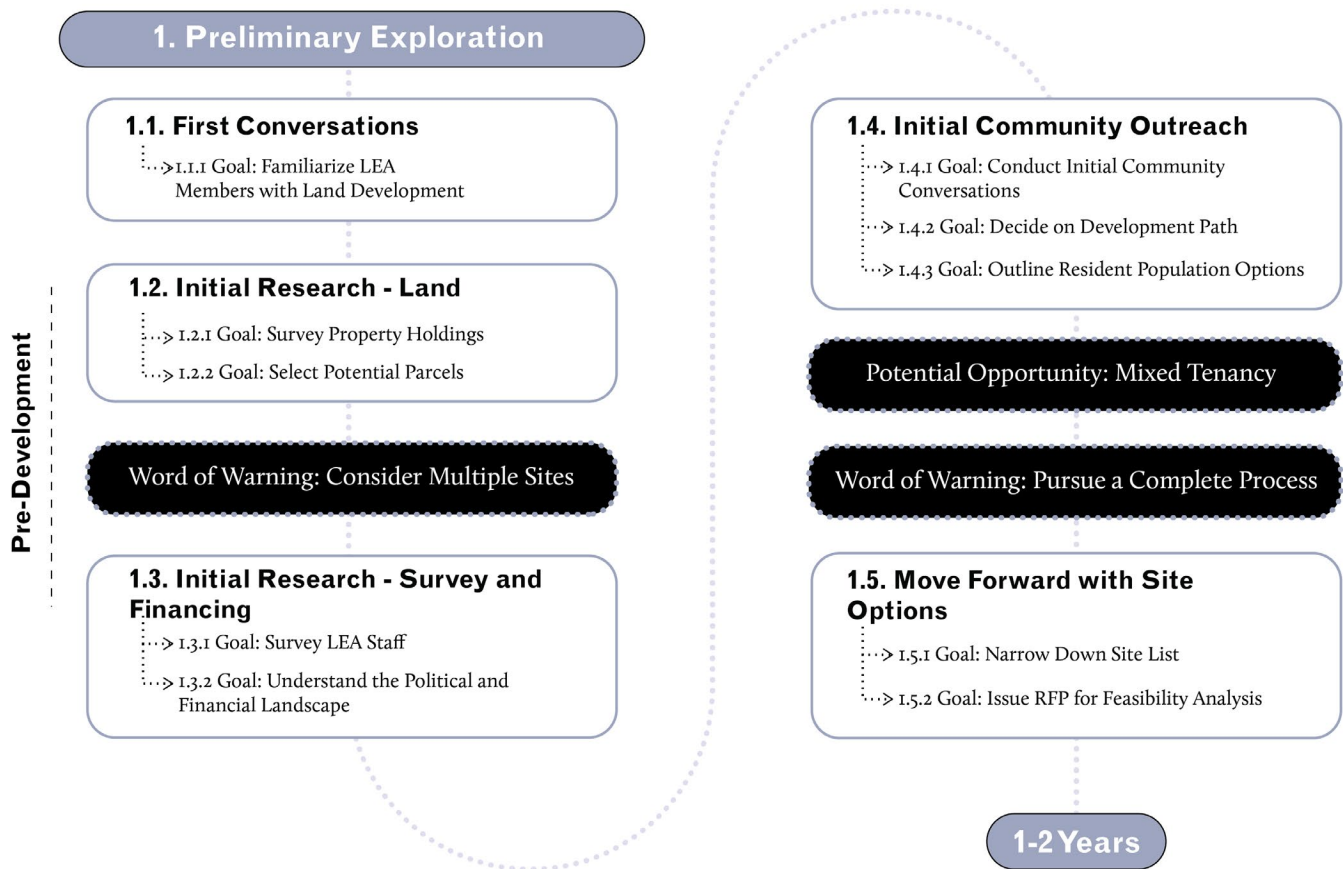 1. Preliminary Exploration
1.1. First Conversations
1.1.1 Goal: Familiarize LEA
Members with Land Development
Pre-Development
1.2. Initial Research - Land
1.2.1 Goal: Survey Property Holdings
1.2.2 Goal: Select Potential Parcels
Word of Warning: Consider Multiple Sites
1.3. Initial Research - Survey and
Financing
1.3.1 Goal: Survey LEA Staff
1.3.2 Goal: Understand the Political and
Financial Landscape
1.4. Initial Community Outreach
1.4.1 Goal: Conduct Initial Community
Conversations
1.4.2 Goal: Decide on Development Path
1.4.3 Goal: Outline Resident Population Options
Potential Opportunity: Mixed Tenancy
Word of Warning: Pursue a Complete Process
1.5. Move Forward with Site
Options
1.5.1 Goal: Narrow Down Site List
1.5.2 Goal: Issue RFP for Feasibility Analysis
1-2 Years